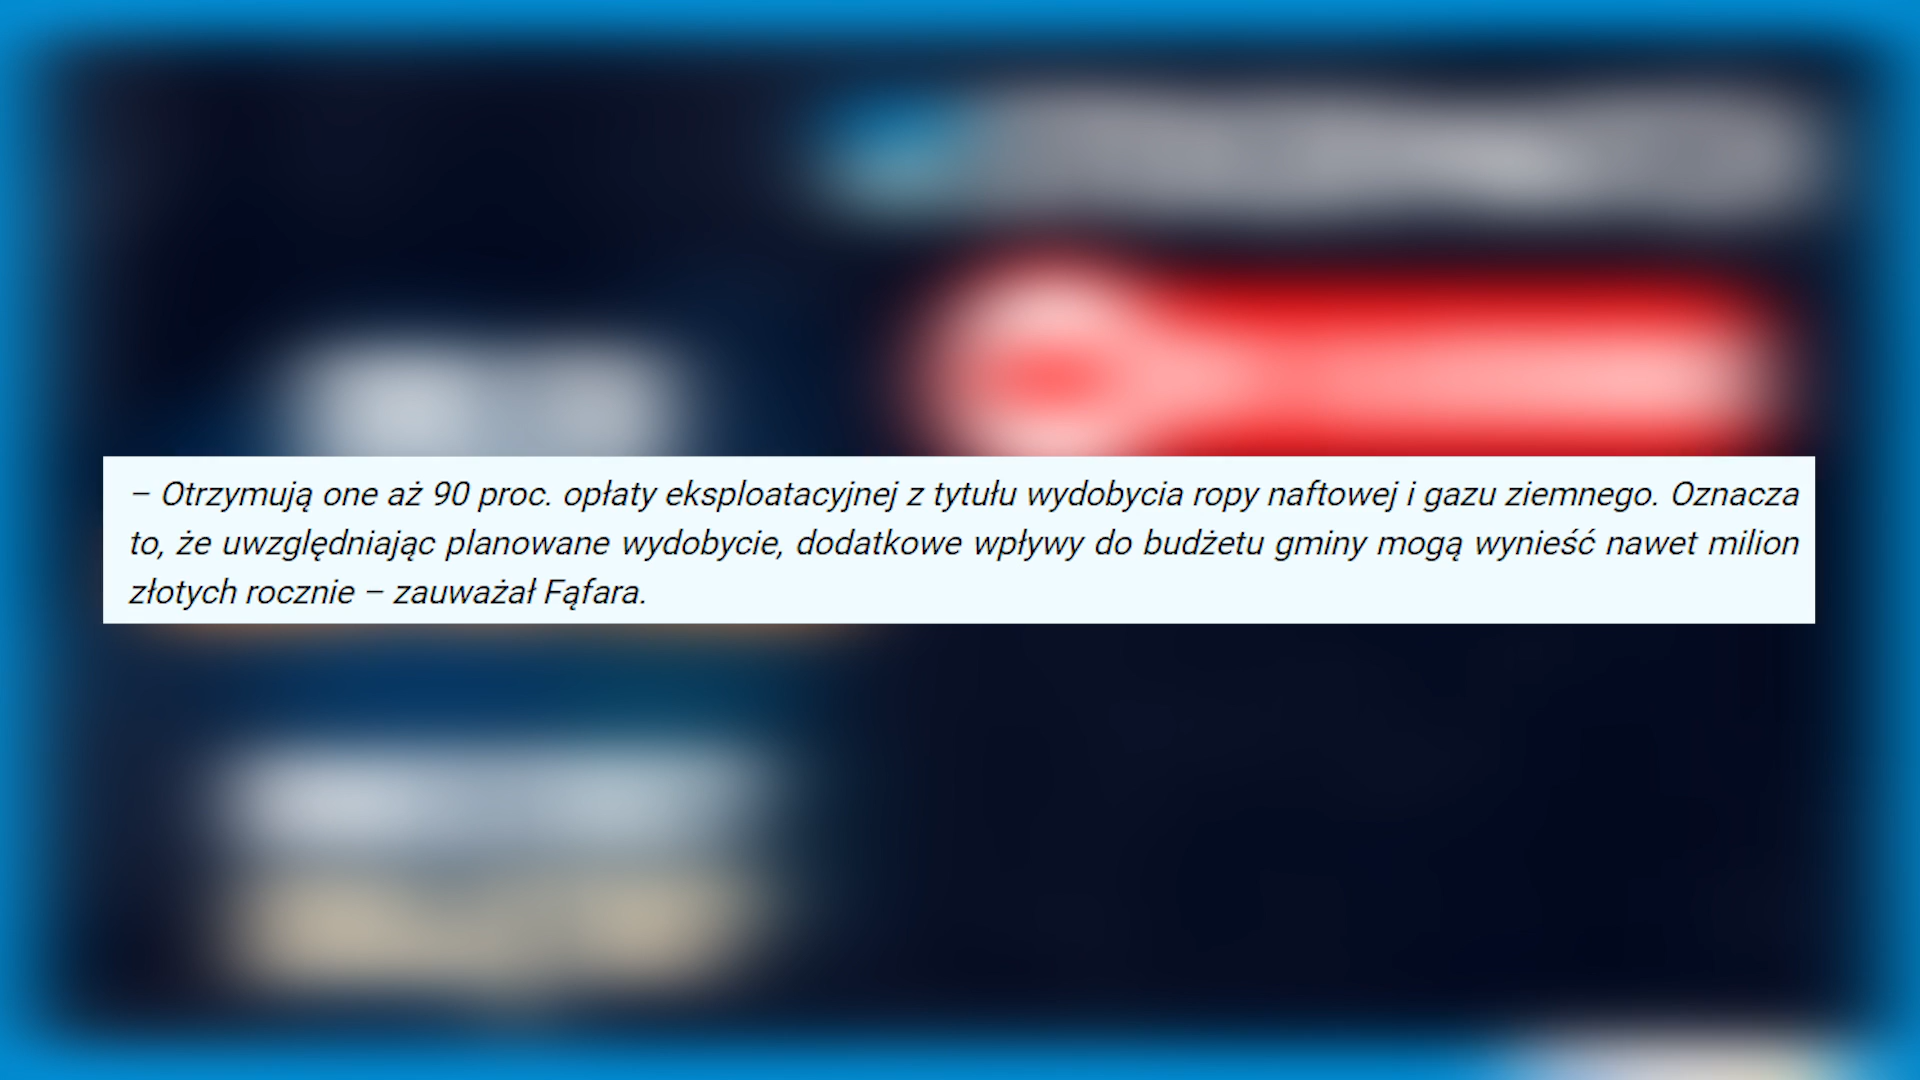 – Otrzymują one aż 90 proc. opłaty eksploatacyjnej z tytułu wydobycia ropy naftowej i gazu ziemnego. Oznacza
to, że uwzględniając planowane wydobycie, dodatkowe wpływy do budżetu gminy mogą wynieść nawet milion
złotych rocznie – zauważał Fąfara.